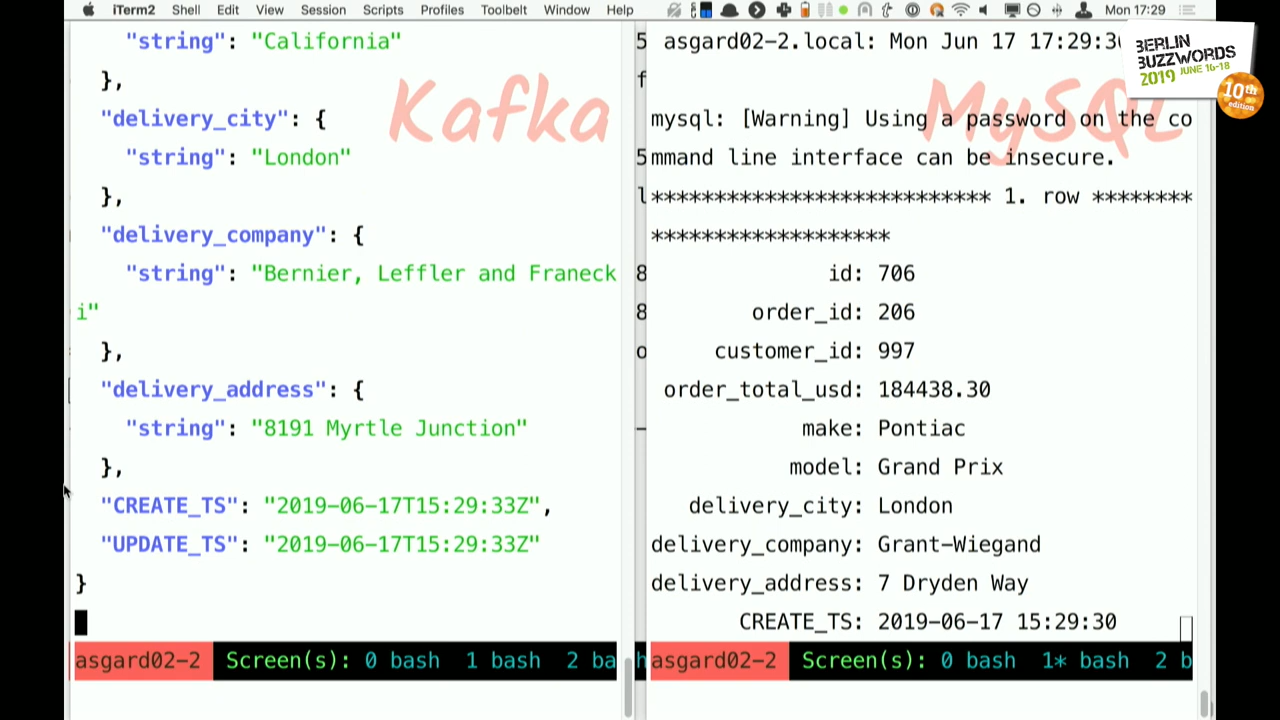 iTerm2 Shell Edit View Session Scripts Profiles Toolbelt Window Help Mon 17:29
BERLIN
BUZZWORDS
2019 JUNE 16-18
10th
edition
Kafka
"string": "California"
},
"delivery_city": {
"string": "London"
},
"delivery_company": {
"string": "Bernier, Leffler and Franeck
i"
},
"delivery_address": {
"string": "8191 Myrtle Junction"
},
"CREATE_TS": "2019-06-17T15:29:33Z",
"UPDATE_TS": "2019-06-17T15:29:33Z"
}
asgard02-2 Screen(s): 0 bash 1 bash 2 ba
MySQL
asgard02-2.local: Mon Jun 17 17:29:3
mysql: [Warning] Using a password on the co
mmand line interface can be insecure.
*************************** 1. row ********
*******************
id: 706
order_id: 206
customer_id: 997
order_total_usd: 184438.30
make: Pontiac
model: Grand Prix
delivery_city: London
delivery_company: Grant-Wiegand
delivery_address: 7 Dryden Way
CREATE_TS: 2019-06-17 15:29:30
asgard02-2 Screen(s): 0 bash 1* bash 2 b